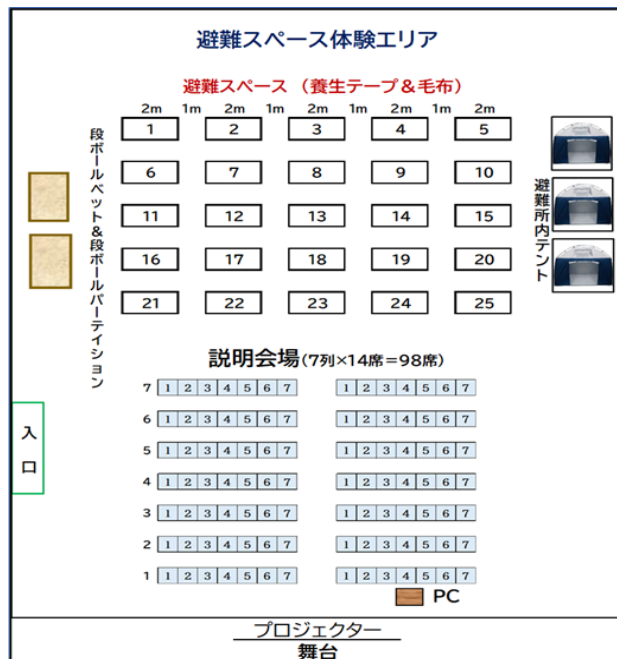 避難スペース体験エリア
避難スペース（養生テープ＆毛布）
2m 1m 2m 1m 2m 1m 2m 1m 2m
1 2 3 4 5
6 7 8 9 10
11 12 13 14 15
16 17 18 19 20
21 22 23 24 25
段ボールベット＆段ボールパーテイション
避難所内テント
説明会場(7列×14席＝98席)
7 1 2 3 4 5 6 7 1 2 3 4 5 6 7
6 1 2 3 4 5 6 7 1 2 3 4 5 6 7
5 1 2 3 4 5 6 7 1 2 3 4 5 6 7
4 1 2 3 4 5 6 7 1 2 3 4 5 6 7
3 1 2 3 4 5 6 7 1 2 3 4 5 6 7
2 1 2 3 4 5 6 7 1 2 3 4 5 6 7
1 1 2 3 4 5 6 7 1 2 3 4 5 6 7
入口
PC
プロジェクター
舞台